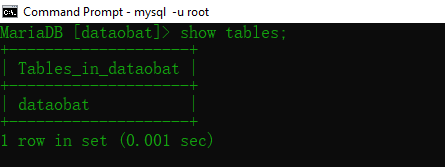 Command Prompt - mysql -u root
MariaDB [dataobat]> show tables;
+--------------------+
| Tables_in_dataobat |
+--------------------+
| dataobat           |
+--------------------+
1 row in set (0.001 sec)